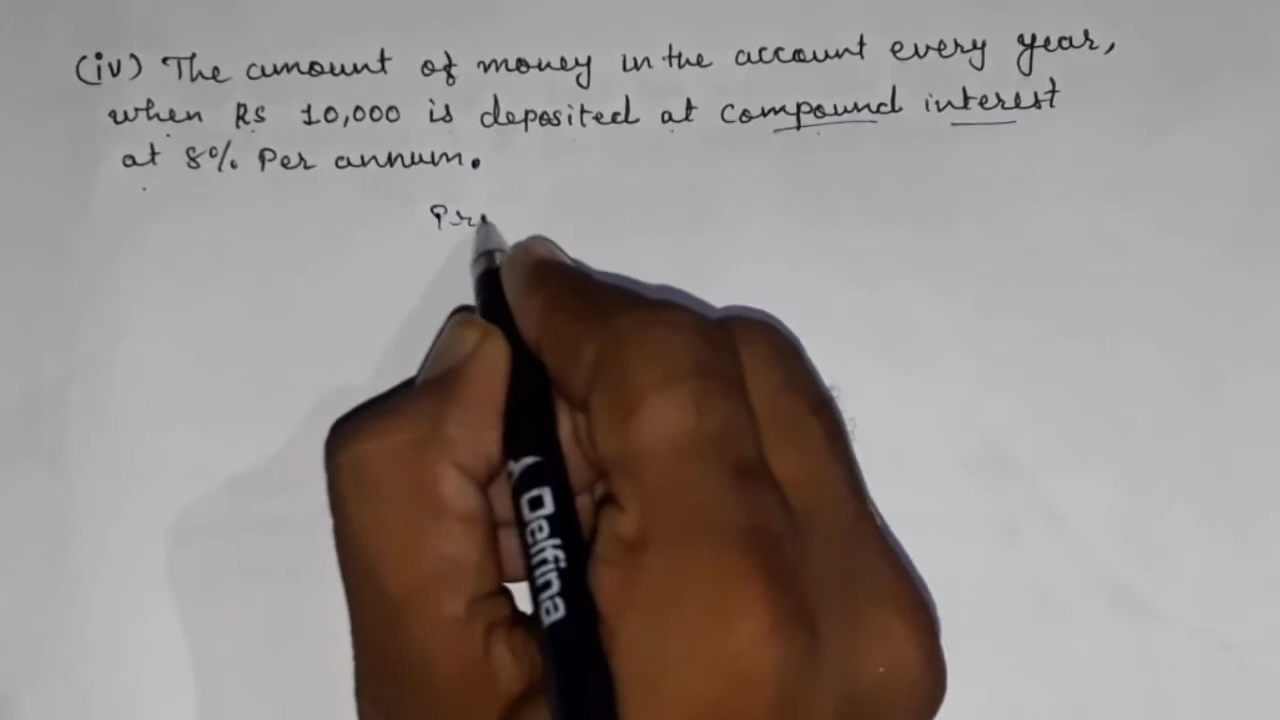 (iv) The amount of money in the account every year,
when Rs 10,000 is deposited at compound interest
at 8% Per annum.
Pr
Delfina